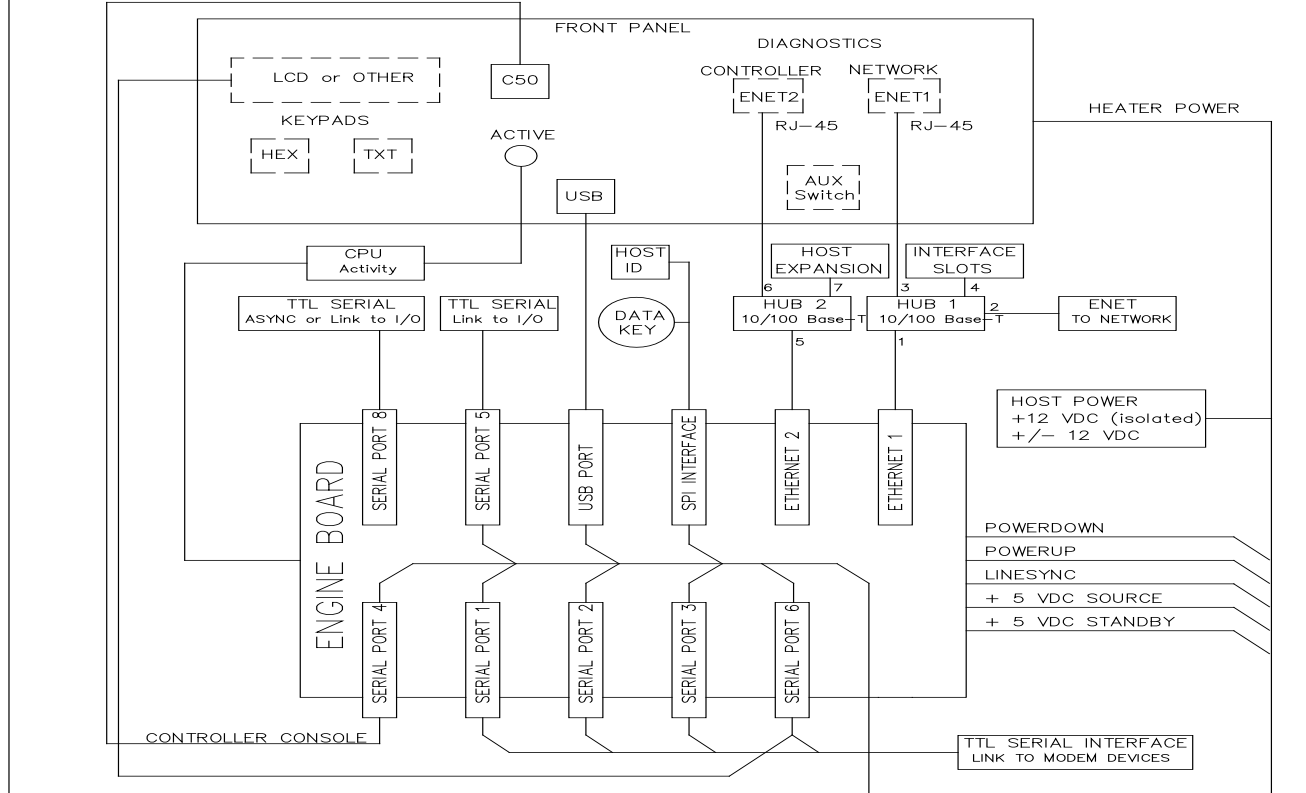 FRONT PANEL
DIAGNOSTICS
LCD or OTHER
C50
CONTROLLER
NETWORK
ENET2
ENET1
HEATER POWER
KEYPADS
RJ-45
RJ-45
ACTIVE
HEX
TXT
AUX
Switch
USB
CPU
Activity
HOST
ID
HOST
EXPANSION
INTERFACE
SLOTS
6
7
3
4
TTL SERIAL
ASYNC or Link to I/O
TTL SERIAL
Link to I/O
DATA
KEY
HUB 2
10/100 Base-T
HUB 1
10/100 Base-T
2
ENET
TO NETWORK
5
1
HOST POWER
+12 VDC (isolated)
+/- 12 VDC
ENGINE BOARD
SERIAL PORT 8
SERIAL PORT 5
USB PORT
SPI INTERFACE
ETHERNET 2
ETHERNET 1
POWERDOWN
POWERUP
LINESYNC
+ 5 VDC SOURCE
+ 5 VDC STANDBY
SERIAL PORT 4
SERIAL PORT 1
SERIAL PORT 2
SERIAL PORT 3
SERIAL PORT 6
CONTROLLER CONSOLE
TTL SERIAL INTERFACE
LINK TO MODEM DEVICES